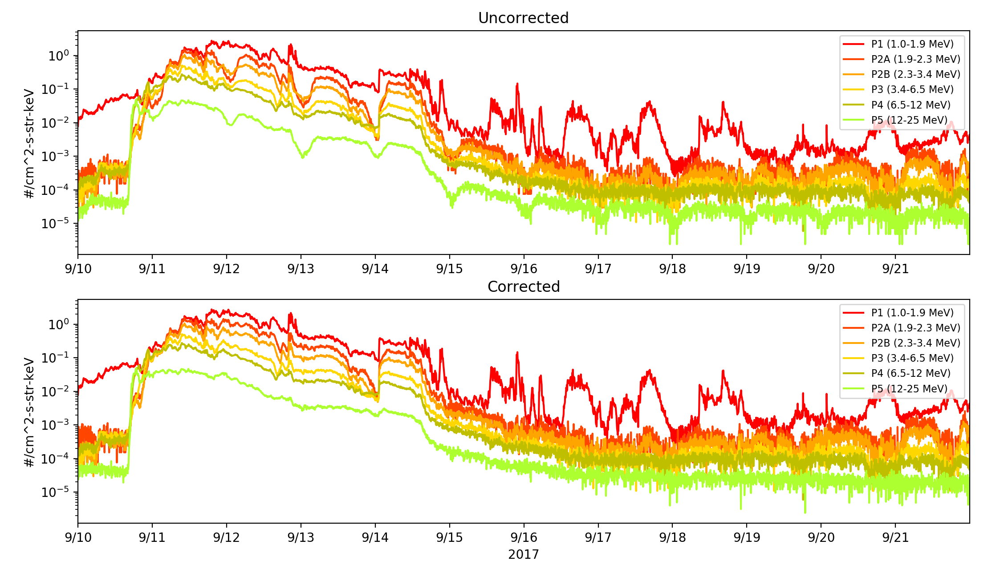 Uncorrected
#/cm^2-s-str-keV
10⁰
10⁻¹
10⁻²
10⁻³
10⁻⁴
10⁻⁵
P1 (1.0-1.9 MeV)
P2A (1.9-2.3 MeV)
P2B (2.3-3.4 MeV)
P3 (3.4-6.5 MeV)
P4 (6.5-12 MeV)
P5 (12-25 MeV)
9/10 9/11 9/12 9/13 9/14 9/15 9/16 9/17 9/18 9/19 9/20 9/21
Corrected
#/cm^2-s-str-keV
10⁰
10⁻¹
10⁻²
10⁻³
10⁻⁴
10⁻⁵
P1 (1.0-1.9 MeV)
P2A (1.9-2.3 MeV)
P2B (2.3-3.4 MeV)
P3 (3.4-6.5 MeV)
P4 (6.5-12 MeV)
P5 (12-25 MeV)
9/10 9/11 9/12 9/13 9/14 9/15 9/16 9/17 9/18 9/19 9/20 9/21
2017